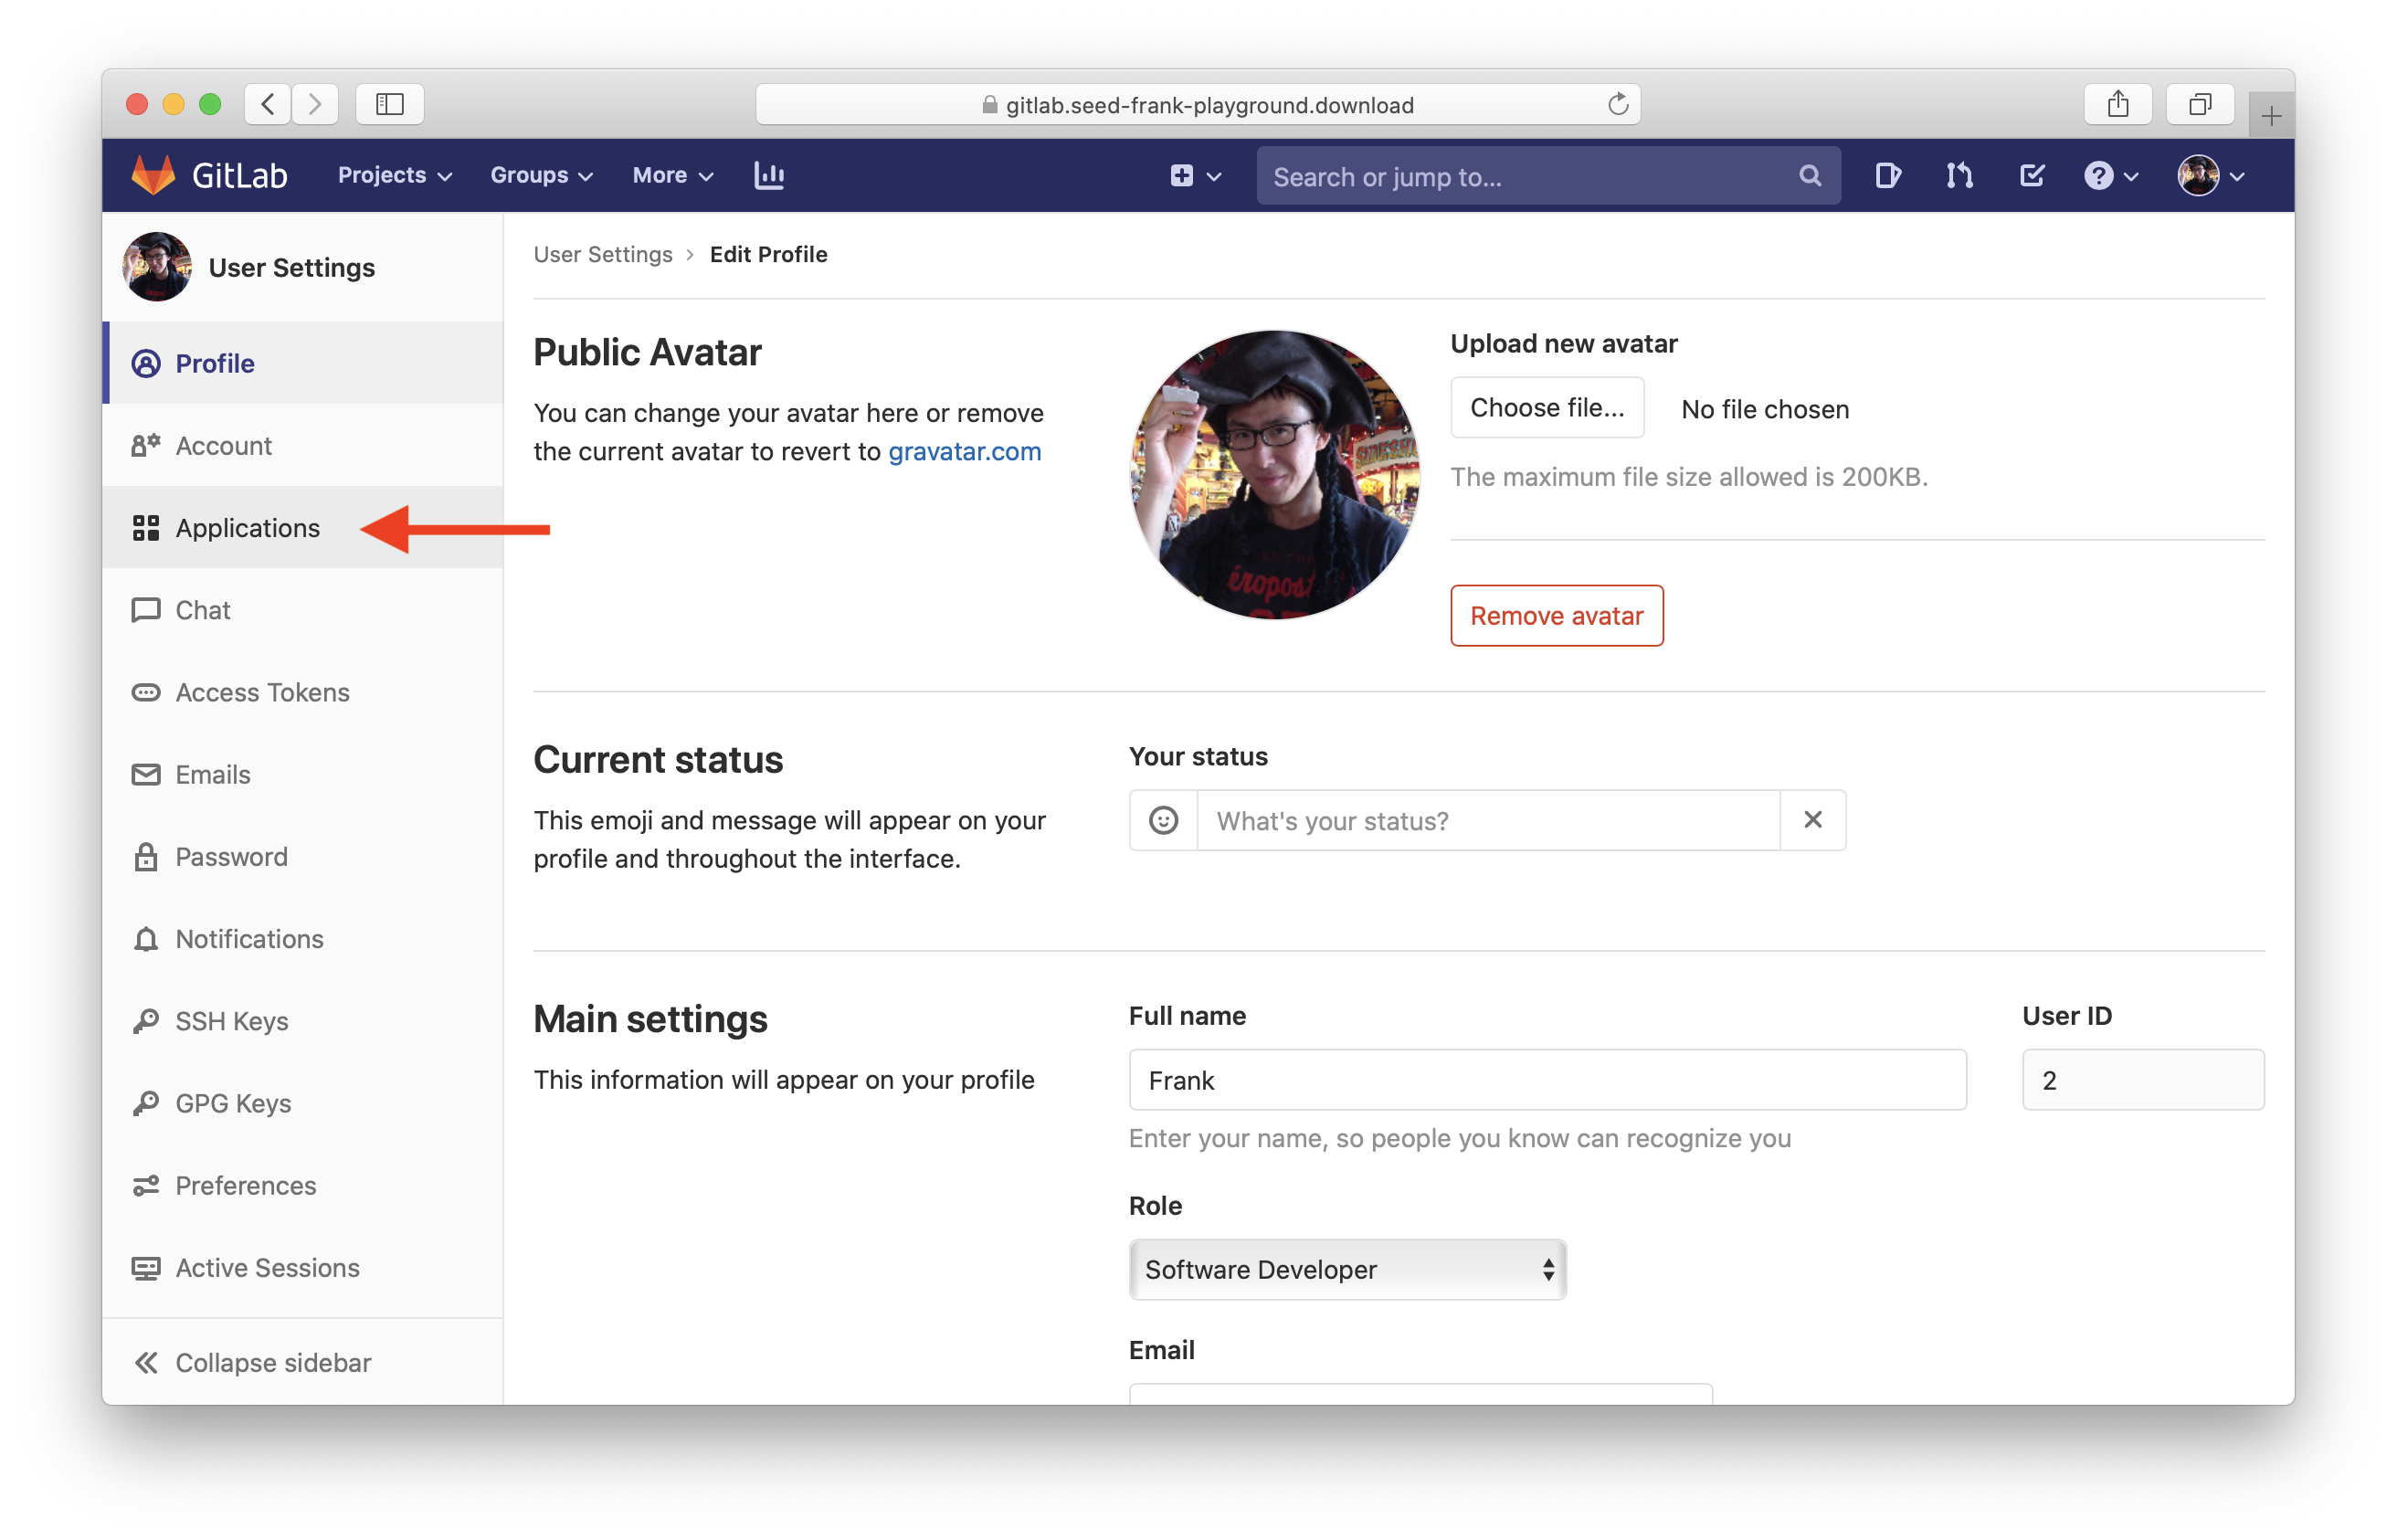 gitlab.seed-frank-playground.download
GitLab
Projects
Groups
More
Search or jump to...
User Settings
Profile
Account
Applications
Chat
Access Tokens
Emails
Password
Notifications
SSH Keys
GPG Keys
Preferences
Active Sessions
Collapse sidebar
User Settings › Edit Profile
Public Avatar
You can change your avatar here or remove
the current avatar to revert to gravatar.com
Upload new avatar
Choose file...
No file chosen
The maximum file size allowed is 200KB.
Remove avatar
Current status
This emoji and message will appear on your
profile and throughout the interface.
Your status
What's your status?
Main settings
This information will appear on your profile
Full name
Frank
Enter your name, so people you know can recognize you
User ID
2
Role
Software Developer
Email